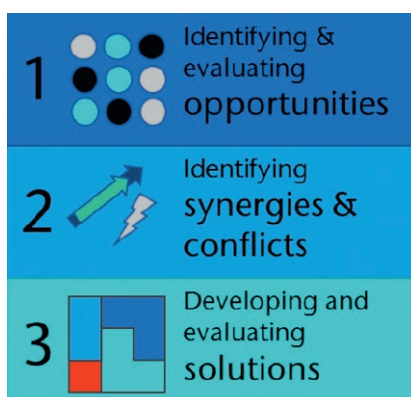 1
Identifying &
evaluating
opportunities
2
Identifying
synergies &
conflicts
3
Developing and
evaluating
solutions